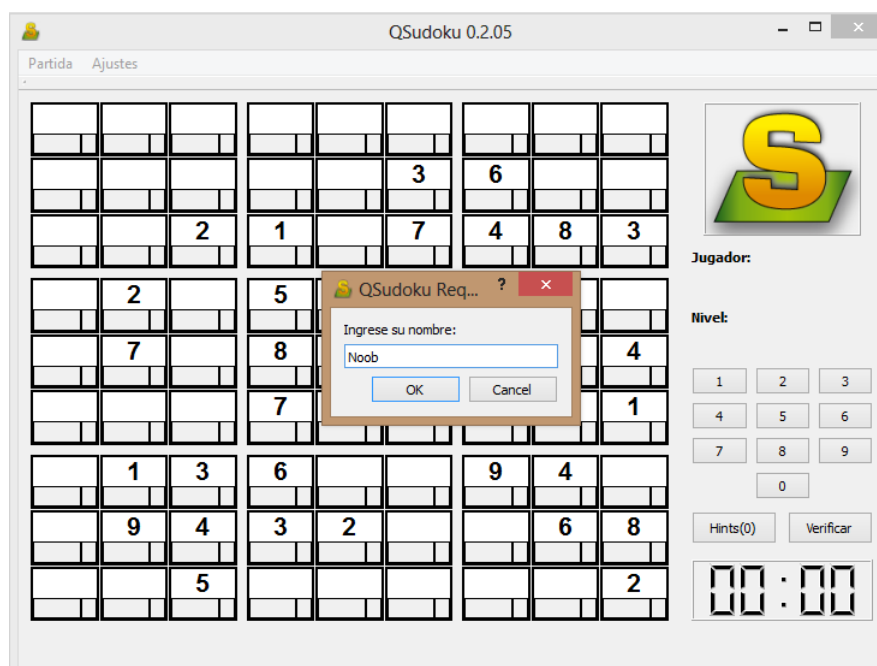 QSudoku 0.2.05
Partida Ajustes
3 6
2 1 7 4 8 3
2 5
7 8 4
7 1
1 3 6 9 4
9 4 3 2 6 8
5 2
S
Jugador:
Nivel:
1 2 3
4 5 6
7 8 9
0
Hints(0) Verificar
00:00
QSudoku Req... ?
Ingrese su nombre:
Noob
OK Cancel